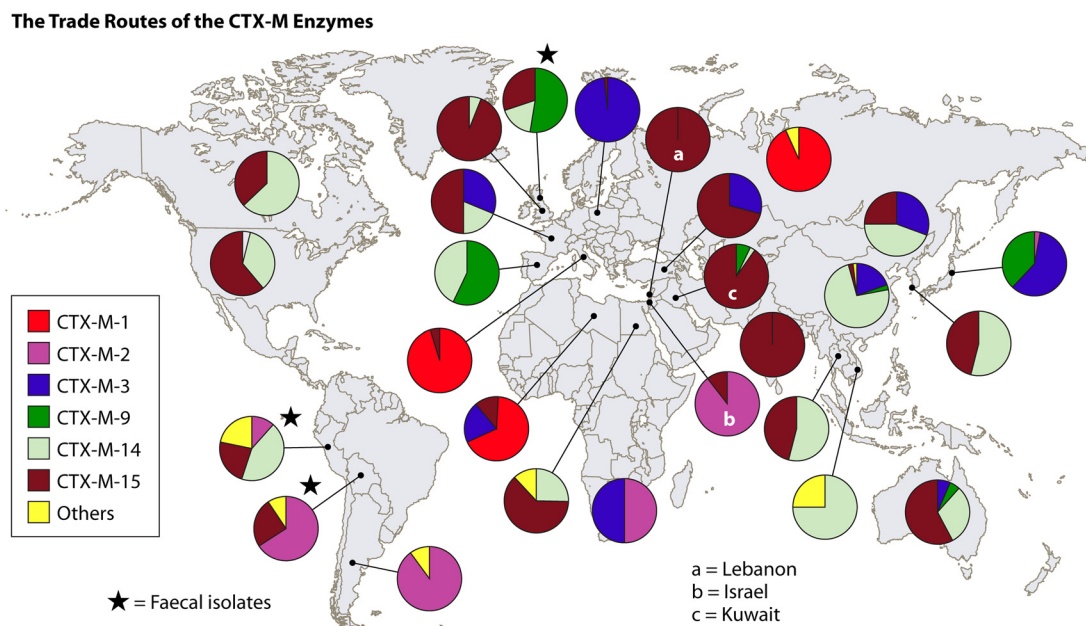 The Trade Routes of the CTX-M Enzymes
a
c
b
CTX-M-1
CTX-M-2
CTX-M-3
CTX-M-9
CTX-M-14
CTX-M-15
Others
= Faecal isolates
a = Lebanon
b = Israel
c = Kuwait